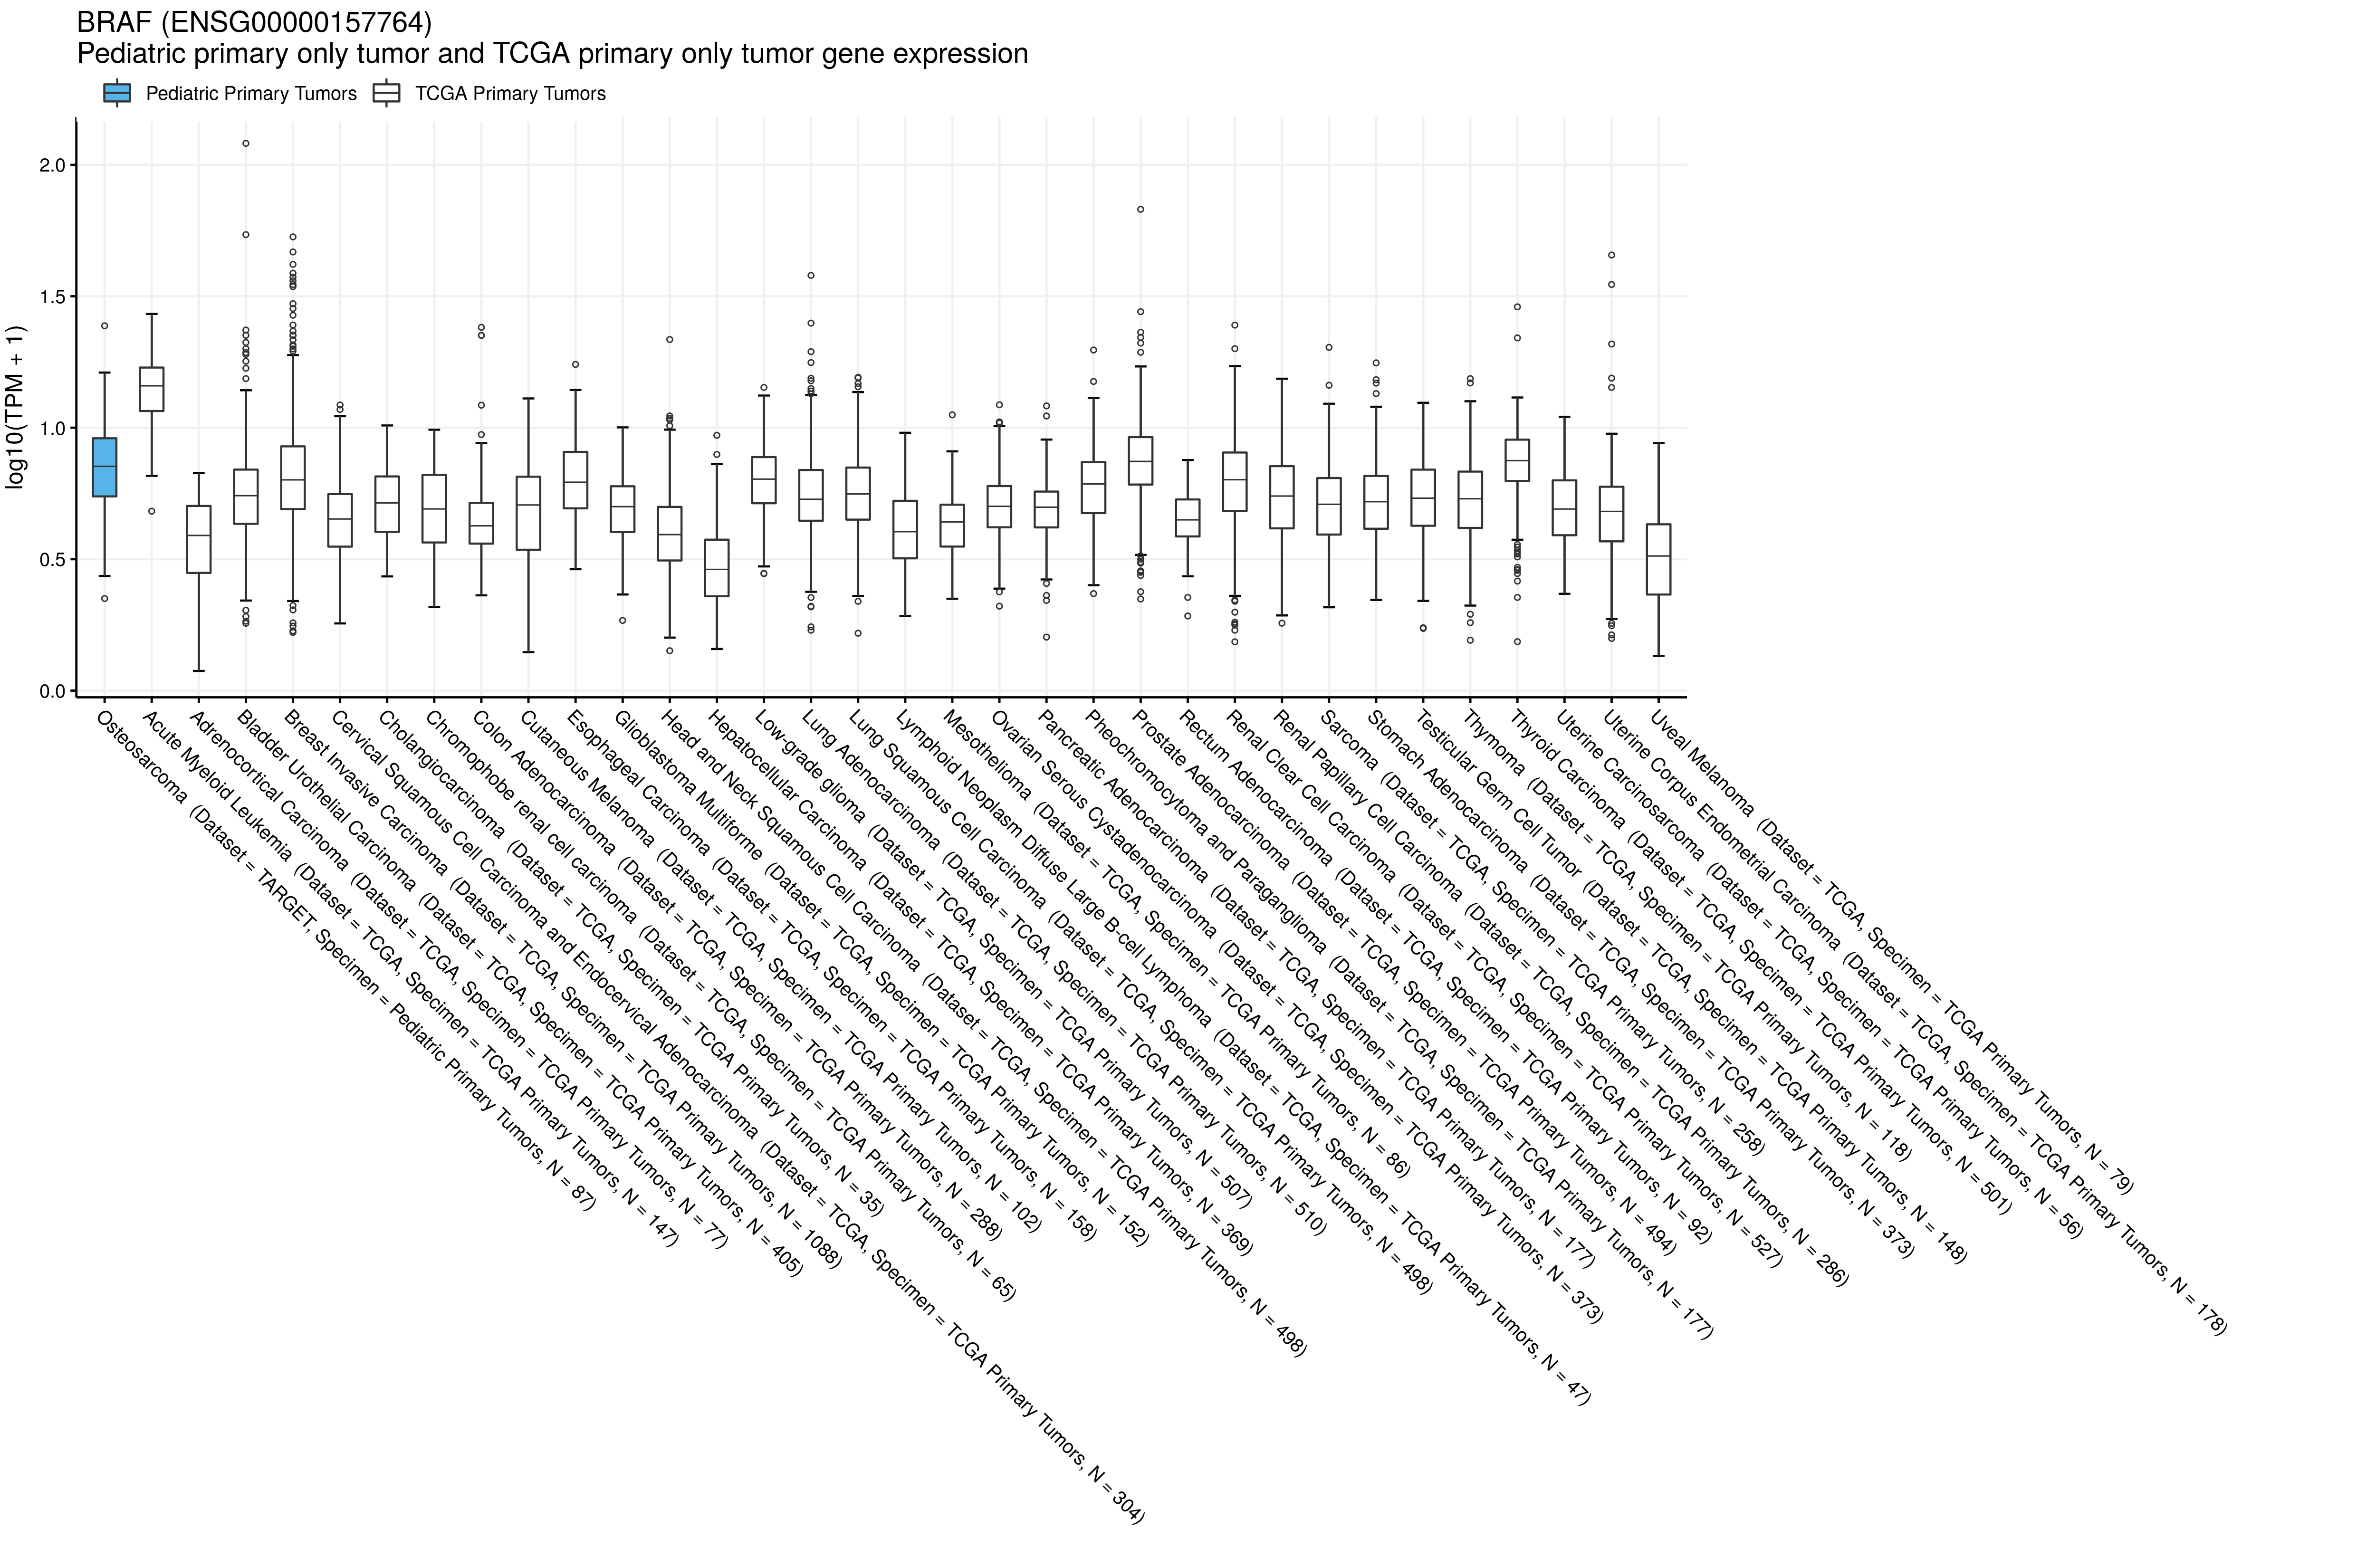 BRAF (ENSG00000157764)
Pediatric primary only tumor and TCGA primary only tumor gene expression
Pediatric Primary Tumors
TCGA Primary Tumors
log10(TPM + 1)
2.0
1.5
1.0
0.5
0.0
Osteosarcoma (Dataset = TARGET, Specimen = Pediatric Primary Tumors, N = 87)
Acute Myeloid Leukemia (Dataset = TCGA, Specimen = TCGA Primary Tumors, N = 147)
Adrenocortical Carcinoma (Dataset = TCGA, Specimen = TCGA Primary Tumors, N = 77)
Bladder Urothelial Carcinoma (Dataset = TCGA, Specimen = TCGA Primary Tumors, N = 405)
Breast Invasive Carcinoma (Dataset = TCGA, Specimen = TCGA Primary Tumors, N = 1088)
Cervical Squamous Cell Carcinoma and Endocervical Adenocarcinoma (Dataset = TCGA, Specimen = TCGA Primary Tumors, N = 304)
Cholangiocarcinoma (Dataset = TCGA, Specimen = TCGA Primary Tumors, N = 35)
Chromophobe renal cell carcinoma (Dataset = TCGA, Specimen = TCGA Primary Tumors, N = 65)
Colon Adenocarcinoma (Dataset = TCGA, Specimen = TCGA Primary Tumors, N = 288)
Cutaneous Melanoma (Dataset = TCGA, Specimen = TCGA Primary Tumors, N = 102)
Esophageal Carcinoma (Dataset = TCGA, Specimen = TCGA Primary Tumors, N = 158)
Glioblastoma Multiforme (Dataset = TCGA, Specimen = TCGA Primary Tumors, N = 152)
Head and Neck Squamous Cell Carcinoma (Dataset = TCGA, Specimen = TCGA Primary Tumors, N = 498)
Hepatocellular Carcinoma (Dataset = TCGA, Specimen = TCGA Primary Tumors, N = 369)
Low-grade glioma (Dataset = TCGA, Specimen = TCGA Primary Tumors, N = 507)
Lung Adenocarcinoma (Dataset = TCGA, Specimen = TCGA Primary Tumors, N = 510)
Lung Squamous Cell Carcinoma (Dataset = TCGA, Specimen = TCGA Primary Tumors, N = 498)
Lymphoid Neoplasm Diffuse Large B-cell Lymphoma (Dataset = TCGA, Specimen = TCGA Primary Tumors, N = 47)
Mesothelioma (Dataset = TCGA, Specimen = TCGA Primary Tumors, N = 86)
Ovarian Serous Cystadenocarcinoma (Dataset = TCGA, Specimen = TCGA Primary Tumors, N = 373)
Pancreatic Adenocarcinoma (Dataset = TCGA, Specimen = TCGA Primary Tumors, N = 177)
Pheochromocytoma and Paraganglioma (Dataset = TCGA, Specimen = TCGA Primary Tumors, N = 177)
Prostate Adenocarcinoma (Dataset = TCGA, Specimen = TCGA Primary Tumors, N = 494)
Rectum Adenocarcinoma (Dataset = TCGA, Specimen = TCGA Primary Tumors, N = 92)
Renal Clear Cell Carcinoma (Dataset = TCGA, Specimen = TCGA Primary Tumors, N = 527)
Renal Papillary Cell Carcinoma (Dataset = TCGA, Specimen = TCGA Primary Tumors, N = 286)
Sarcoma (Dataset = TCGA, Specimen = TCGA Primary Tumors, N = 258)
Stomach Adenocarcinoma (Dataset = TCGA, Specimen = TCGA Primary Tumors, N = 373)
Testicular Germ Cell Tumor (Dataset = TCGA, Specimen = TCGA Primary Tumors, N = 148)
Thymoma (Dataset = TCGA, Specimen = TCGA Primary Tumors, N = 118)
Thyroid Carcinoma (Dataset = TCGA, Specimen = TCGA Primary Tumors, N = 501)
Uterine Carcinosarcoma (Dataset = TCGA, Specimen = TCGA Primary Tumors, N = 56)
Uterine Corpus Endometrial Carcinoma (Dataset = TCGA, Specimen = TCGA Primary Tumors, N = 178)
Uveal Melanoma (Dataset = TCGA, Specimen = TCGA Primary Tumors, N = 79)